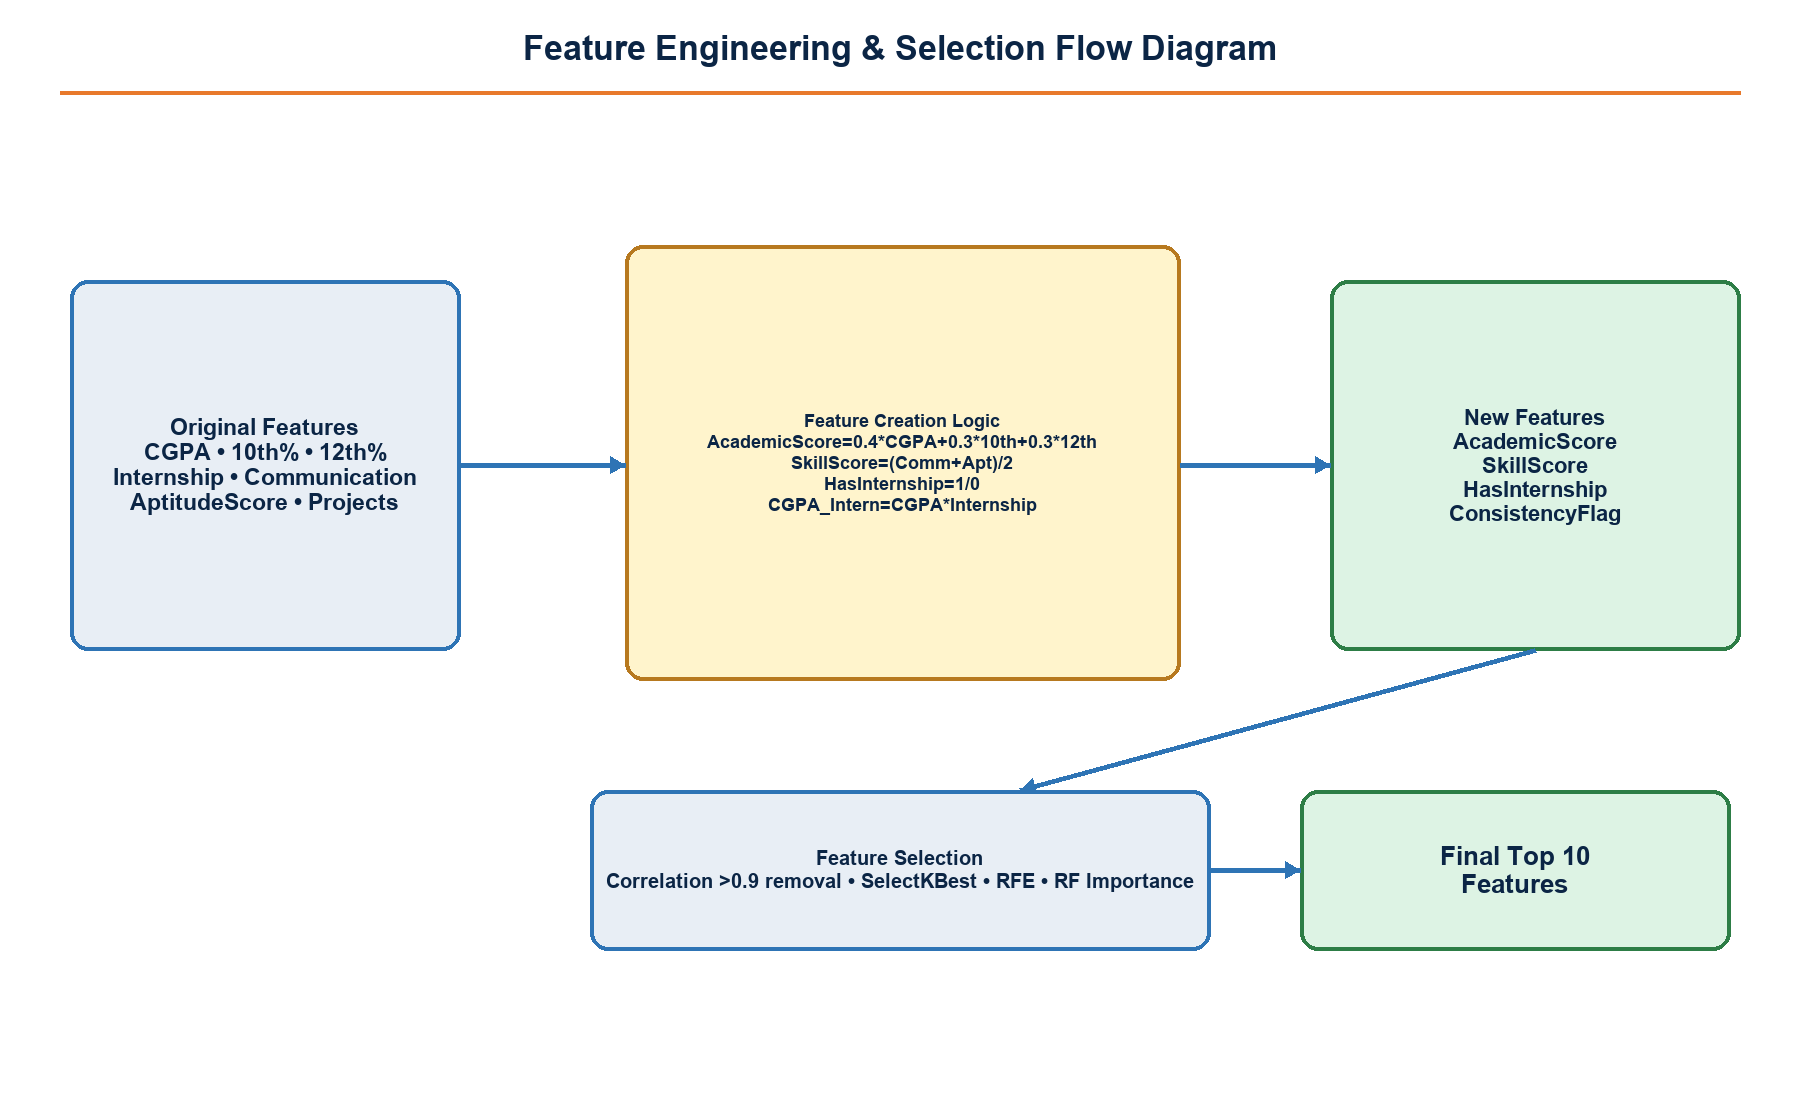 Feature Engineering & Selection Flow Diagram
Original Features
CGPA • 10th% • 12th%
Internship • Communication
AptitudeScore • Projects
Feature Creation Logic
AcademicScore=0.4*CGPA+0.3*10th+0.3*12th
SkillScore=(Comm+Apt)/2
HasInternship=1/0
CGPA_Intern=CGPA*Internship
New Features
AcademicScore
SkillScore
HasInternship
ConsistencyFlag
Feature Selection
Correlation >0.9 removal • SelectKBest • RFE • RF Importance
Final Top 10
Features